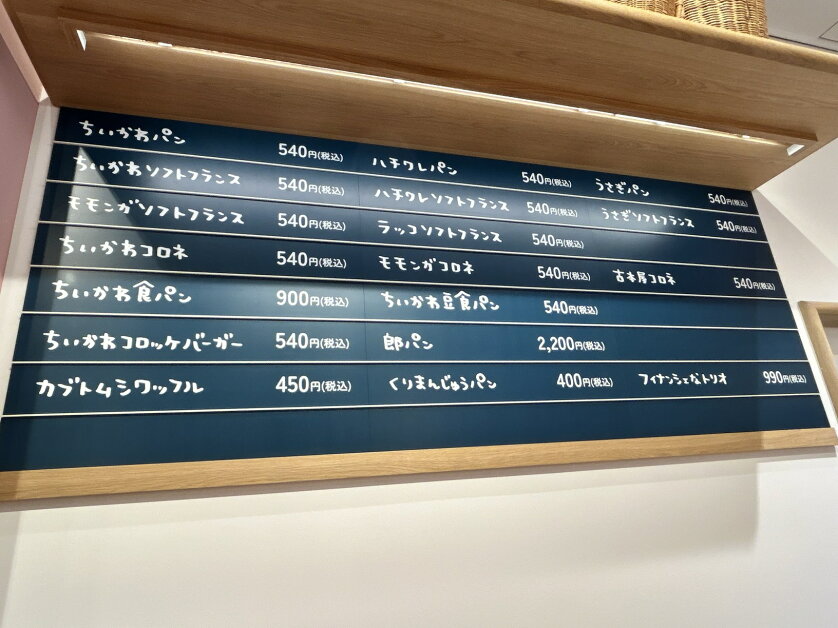 ちいかわパン 540円(税込) ハチワレパン 540円(税込) うさぎパン 540円(税込)
ちいかわソフトフランス 540円(税込) ハチワレソフトフランス 540円(税込) うさぎソフトフランス 540円(税込)
モモンガソフトフランス 540円(税込) ラッコソフトフランス 540円(税込)
ちいかわコロネ 540円(税込) モモンガコロネ 540円(税込) 古本屋コロネ 540円(税込)
ちいかわ食パン 900円(税込) ちいかわ豆食パン 540円(税込)
ちいかわコロッケバーガー 540円(税込) 郎パン 2,200円(税込)
カブトムシワッフル 450円(税込) くりまんじゅうパン 400円(税込) フィナンシェなトリオ 990円(税込)